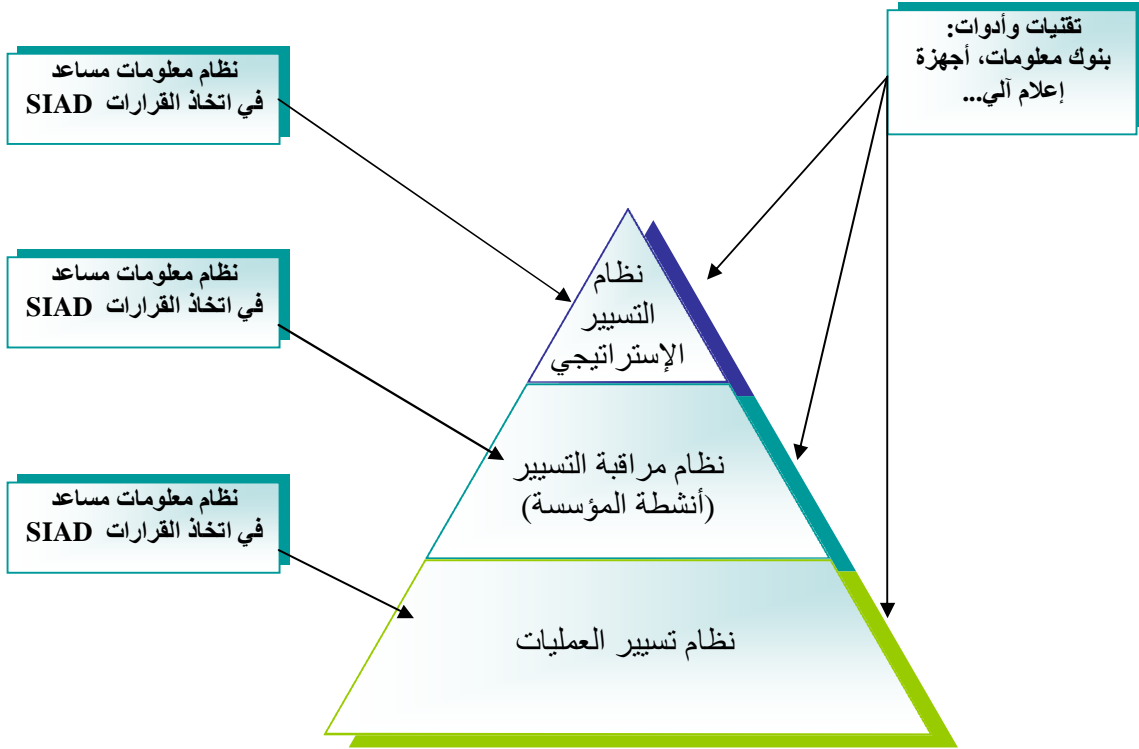 تقنيات وأدوات:
بنوك معلومات، أجهزة
إعلام آلي...
نظام معلومات مساعد
في اتخاذ القرارات SIAD
نظام
التسيير
الإستراتيجي
نظام معلومات مساعد
في اتخاذ القرارات SIAD
نظام مراقبة التسيير
(أنشطة المؤسسة)
نظام معلومات مساعد
في اتخاذ القرارات SIAD
نظام تسيير العمليات